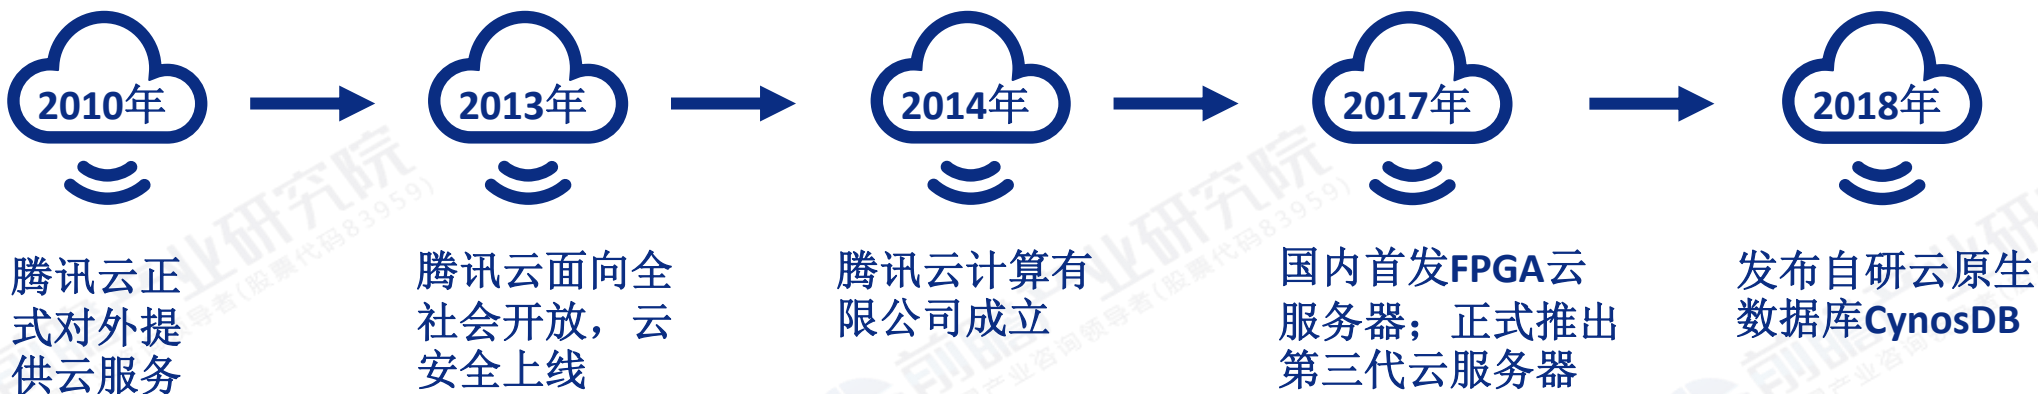 2010年
2013年
2014年
2017年
2018年
腾讯云正
式对外提
供云服务
腾讯云面向全
社会开放，云
安全上线
腾讯云计算有
限公司成立
国内首发FPGA云
服务器；正式推出
第三代云服务器
发布自研云原生
数据库CynosDB